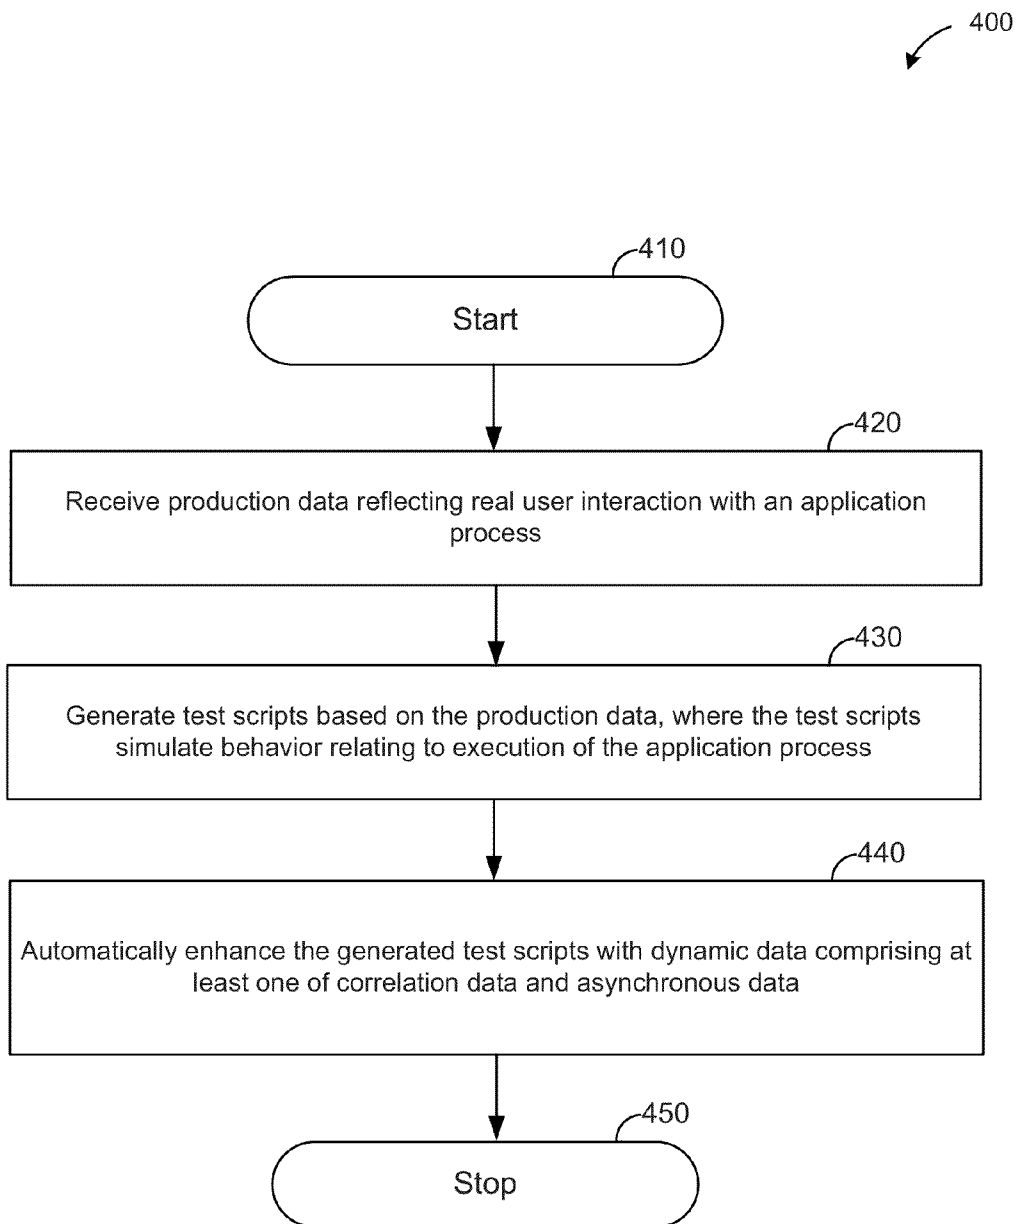 400
410
Start
420
Receive production data reflecting real user interaction with an application
process
430
Generate test scripts based on the production data, where the test scripts
simulate behavior relating to execution of the application process
440
Automatically enhance the generated test scripts with dynamic data comprising at
least one of correlation data and asynchronous data
450
Stop